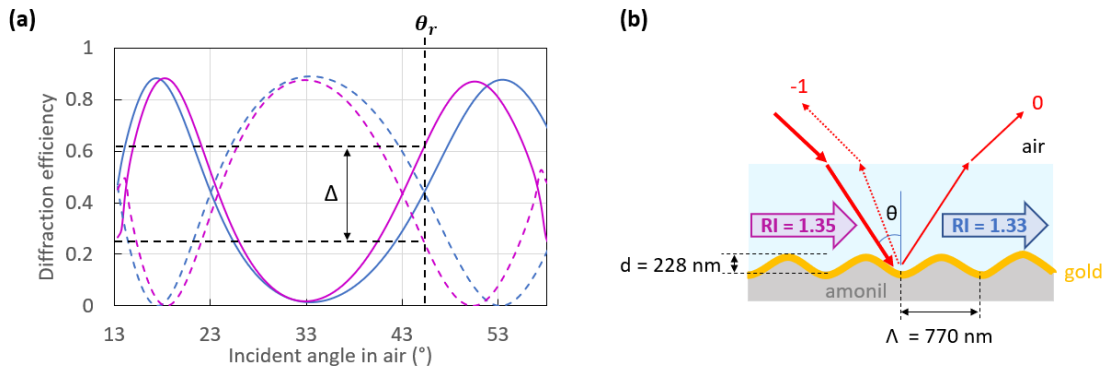 (a)
θr
Diffraction efficiency
1
0.8
0.6
0.4
0.2
0
Δ
13
23
33
43
53
Incident angle in air (°)
(b)
-1
0
air
θ
RI = 1.35
RI = 1.33
d = 228 nm
gold
amonil
Λ = 770 nm